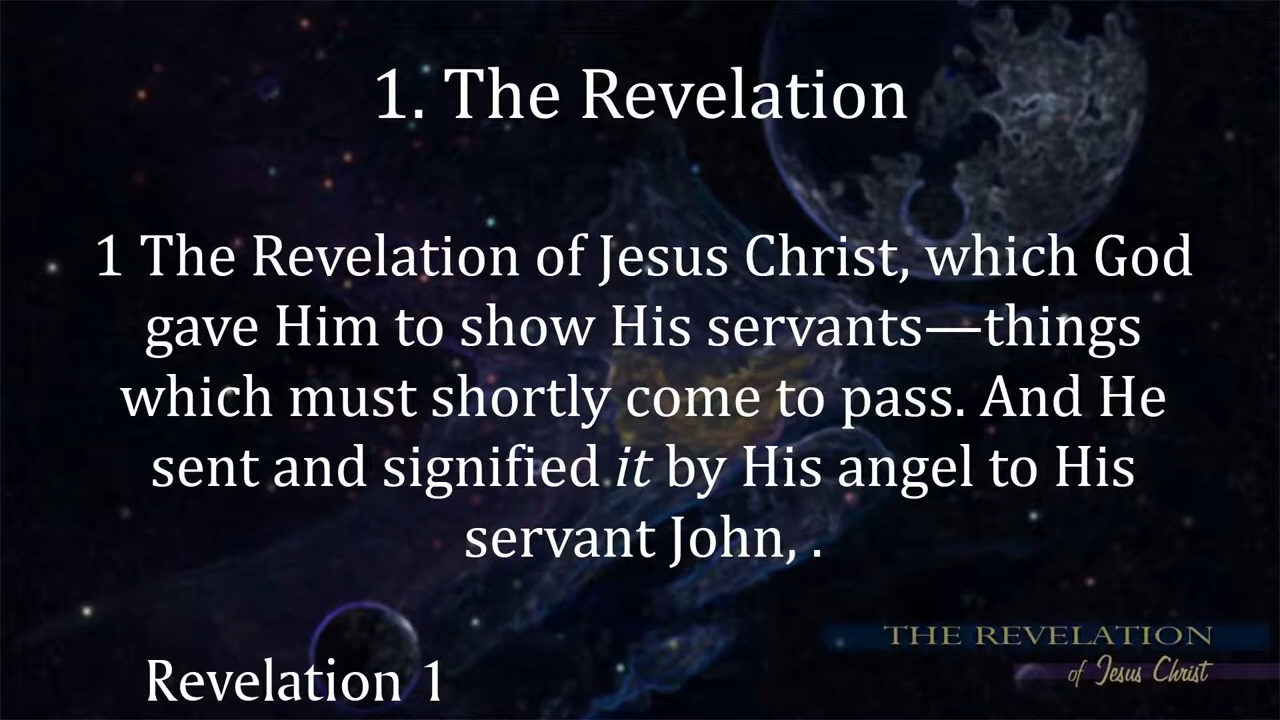 1. The Revelation
1 The Revelation of Jesus Christ, which God
gave Him to show His servants—things
which must shortly come to pass. And He
sent and signified it by His angel to His
servant John, .
THE REVELATION
of Jesus Christ
Revelation 1